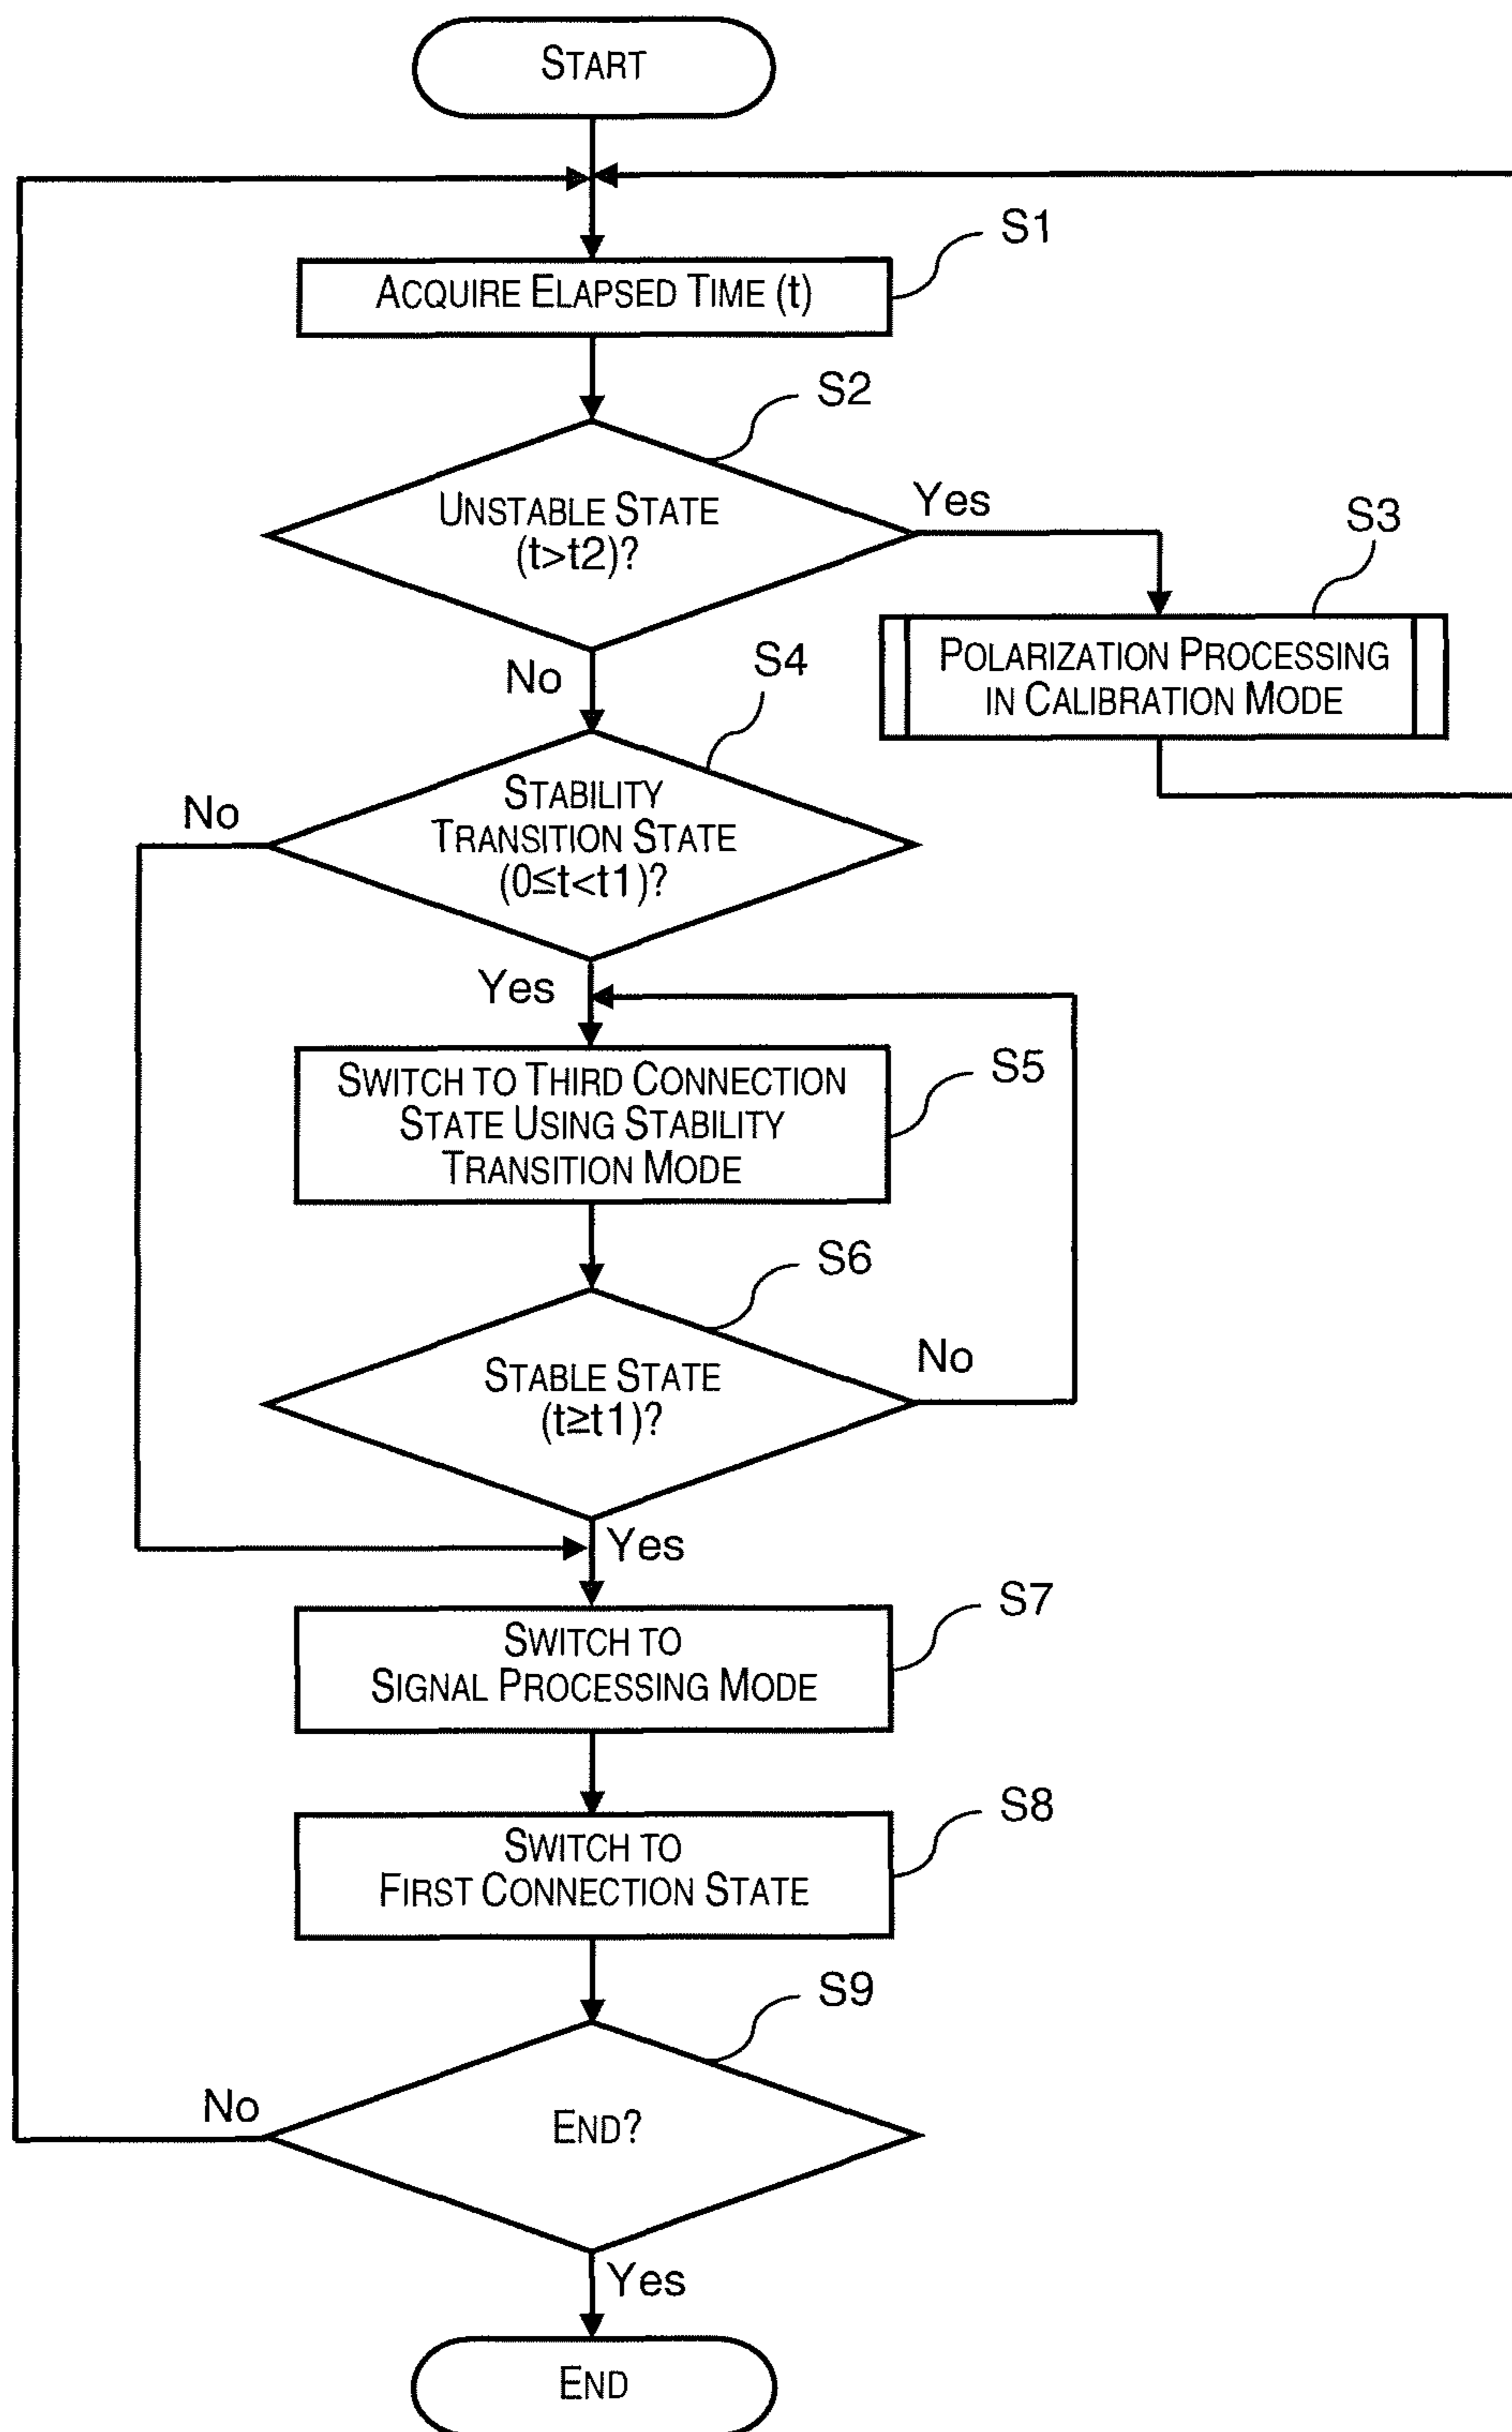 START
S1
ACQUIRE ELAPSED TIME (t)
S2
UNSTABLE STATE
(t>t2)?
Yes
S3
POLARIZATION PROCESSING
IN CALIBRATION MODE
No
S4
STABILITY
TRANSITION STATE
(0≤t<t1)?
No
Yes
SWITCH TO THIRD CONNECTION
STATE USING STABILITY
TRANSITION MODE
S5
S6
STABLE STATE
(t≥t1)?
No
Yes
S7
SWITCH TO
SIGNAL PROCESSING MODE
S8
SWITCH TO
FIRST CONNECTION STATE
S9
END?
No
Yes
END